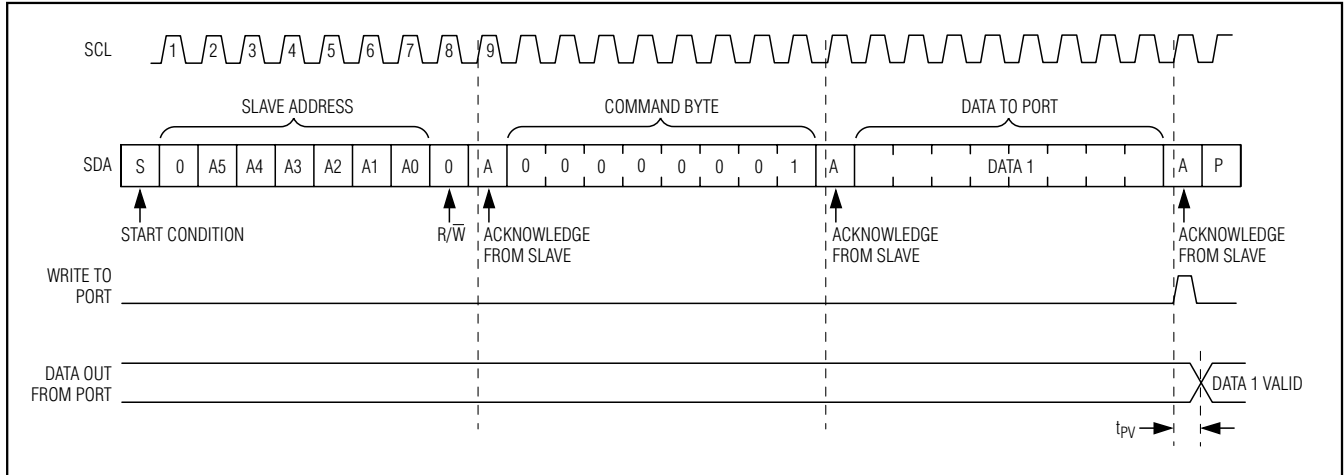 SCL 1 2 3 4 5 6 7 8 9
SLAVE ADDRESS COMMAND BYTE DATA TO PORT
SDA S 0 A5 A4 A3 A2 A1 A0 0 A 0 0 0 0 0 0 0 1 A DATA 1 A P
START CONDITION R/W̅ ACKNOWLEDGE ACKNOWLEDGE ACKNOWLEDGE
FROM SLAVE FROM SLAVE FROM SLAVE
WRITE TO
PORT
DATA OUT
FROM PORT
DATA 1 VALID
tPV